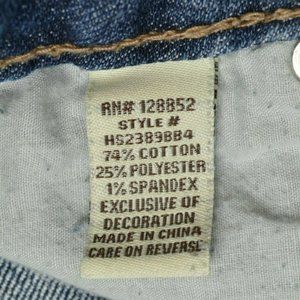 RN# 128852
STYLE #
HS2389BB4
74% COTTON
25% POLYESTER
1% SPANDEX
EXCLUSIVE OF
DECORATION
MADE IN CHINA
CARE ON REVERSE